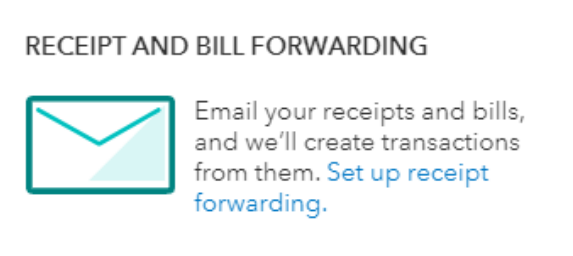 RECEIPT AND BILL FORWARDING
Email your receipts and bills,
and we'll create transactions
from them. Set up receipt
forwarding.